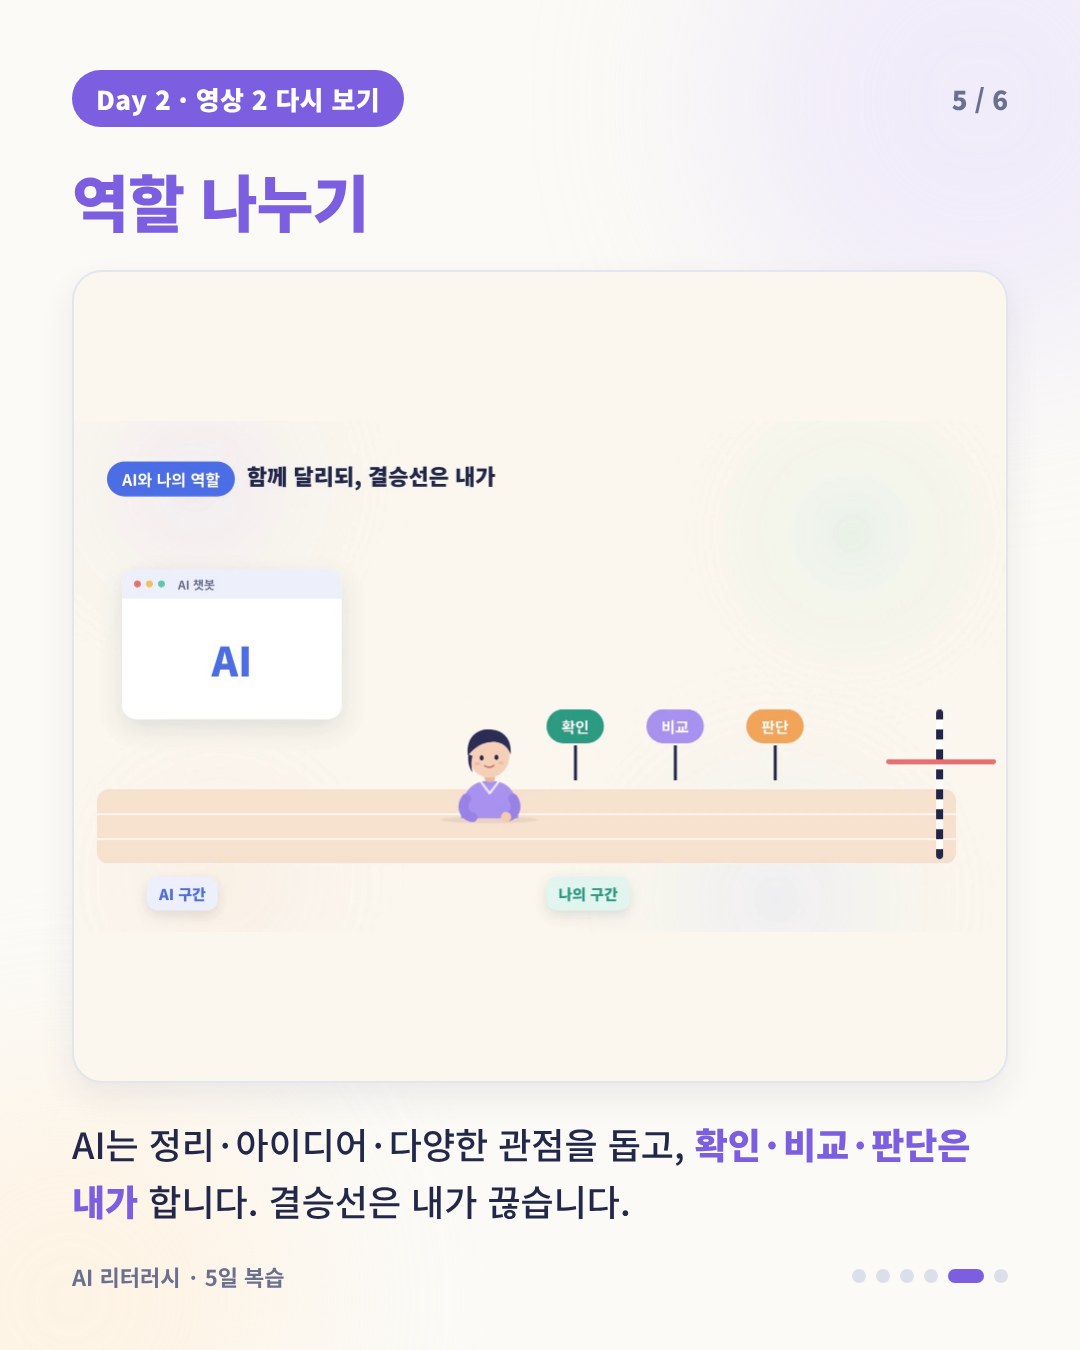 Day 2 · 영상 2 다시 보기
5 / 6
역할 나누기
AI와 나의 역할
함께 달리되, 결승선은 내가
AI 챗봇
AI
확인
비교
판단
AI 구간
나의 구간
AI는 정리·아이디어·다양한 관점을 돕고, 확인·비교·판단은
내가 합니다. 결승선은 내가 끊습니다.
AI 리터러시 · 5일 복습